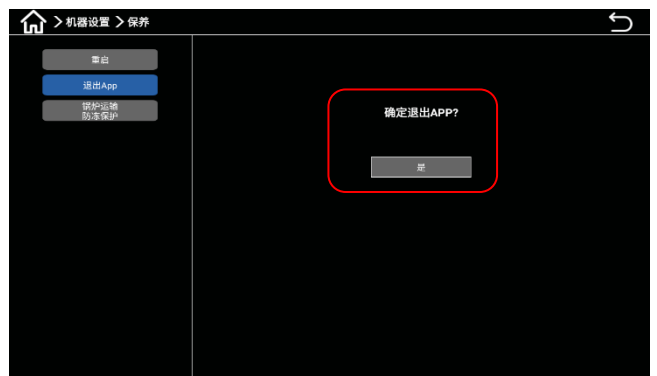 机器设置 保养
重启
退出App
锅炉运输
防冻保护
确定退出APP?
是